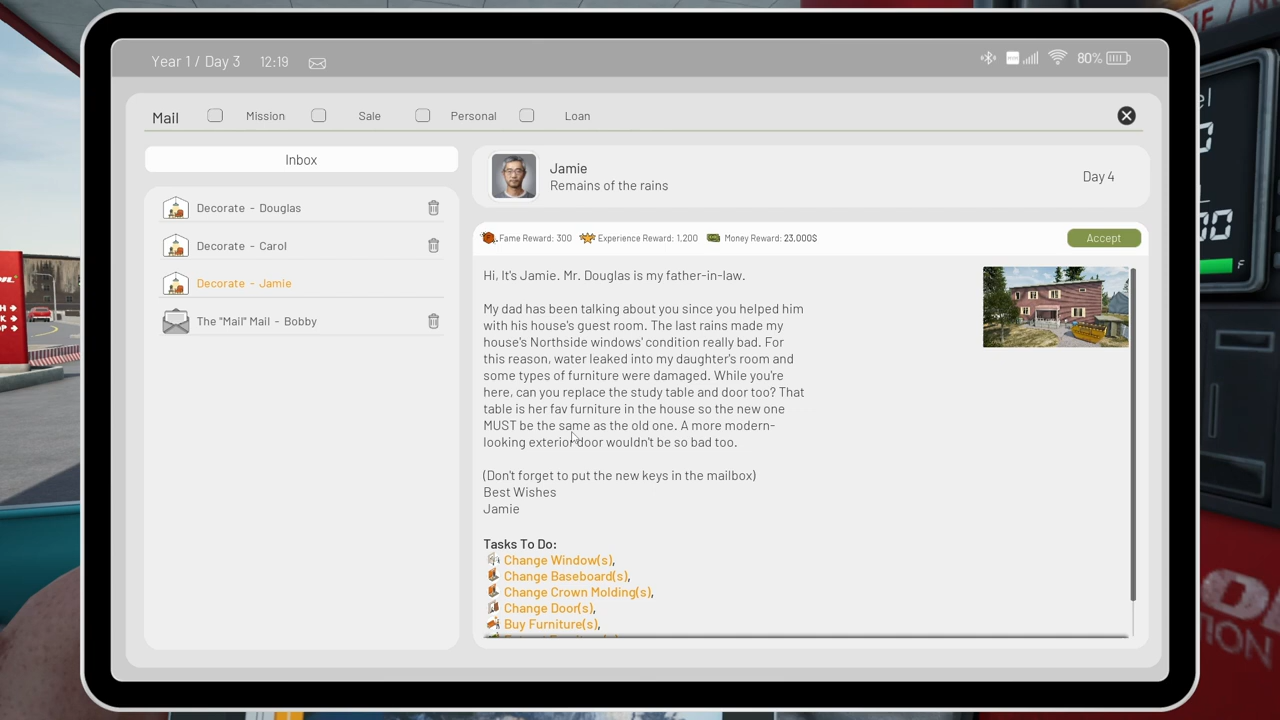 Year 1 / Day 3 12:19 80%
Mail Mission Sale Personal Loan
Inbox
Decorate - Douglas
Decorate - Carol
Decorate - Jamie
The "Mail" Mail - Bobby
Jamie
Remains of the rains
Day 4
Fame Reward: 300 Experience Reward: 1,200 Money Reward: 23,000$
Accept
Hi, It's Jamie. Mr. Douglas is my father-in-law.
My dad has been talking about you since you helped him
with his house's guest room. The last rains made my
house's Northside windows' condition really bad. For
this reason, water leaked into my daughter's room and
some types of furniture were damaged. While you're
here, can you replace the study table and door too? That
table is her fav furniture in the house so the new one
MUST be the same as the old one. A more modern-
looking exterior door wouldn't be so bad too.
(Don't forget to put the new keys in the mailbox)
Best Wishes
Jamie
Tasks To Do:
Change Window(s),
Change Baseboard(s),
Change Crown Molding(s),
Change Door(s),
Buy Furniture(s),